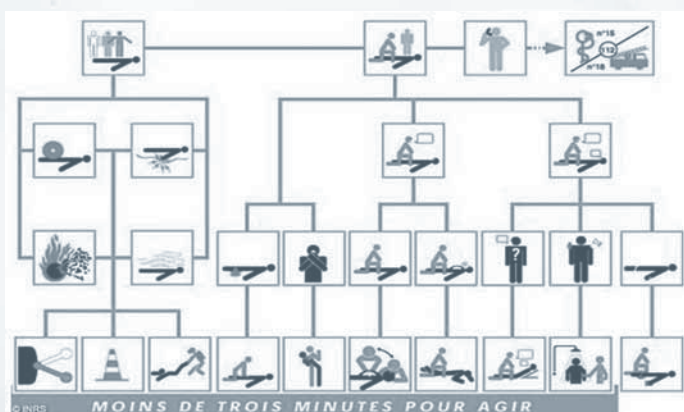 n°15
112
n°18
?
© INRS
MOINS DE TROIS MINUTES POUR AGIR